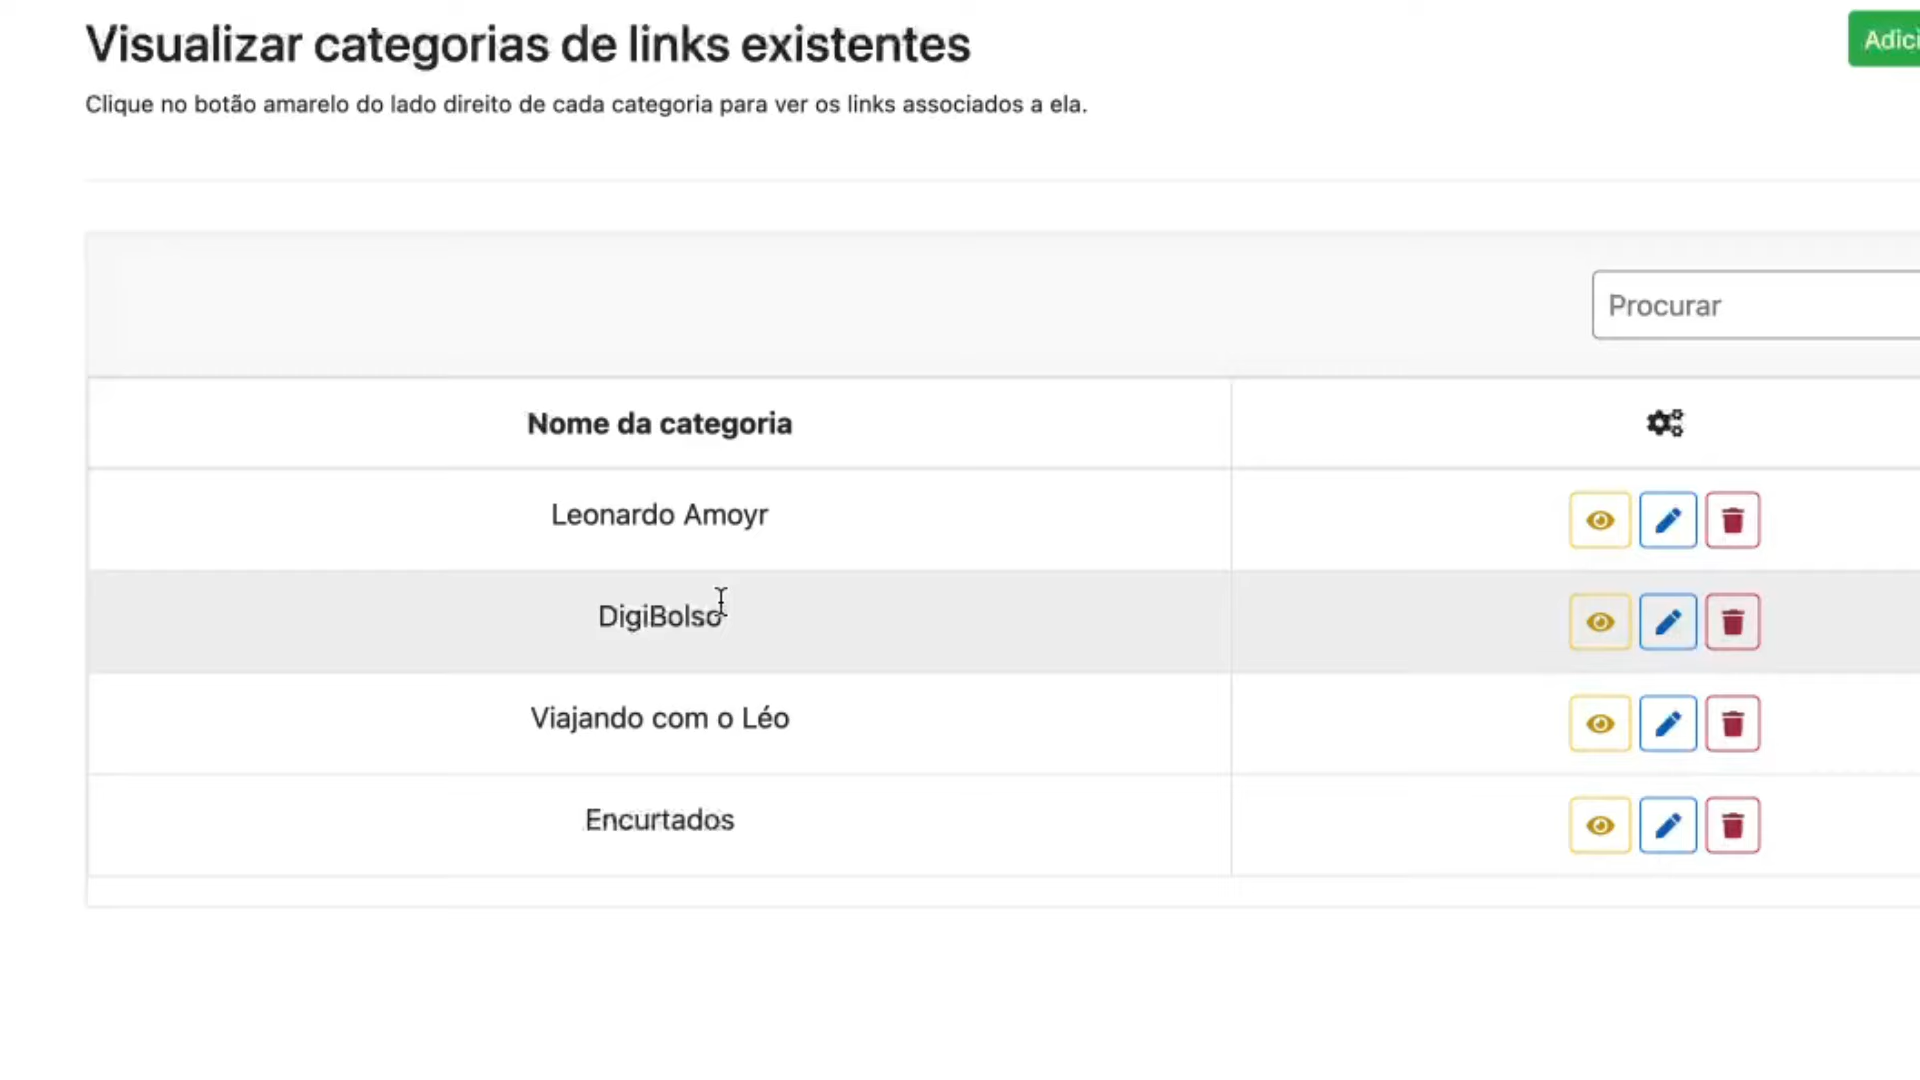 Visualizar categorias de links existentes
Adici
Clique no botão amarelo do lado direito de cada categoria para ver os links associados a ela.
Procurar
Nome da categoria
Leonardo Amoyr
DigiBolso
Viajando com o Léo
Encurtados